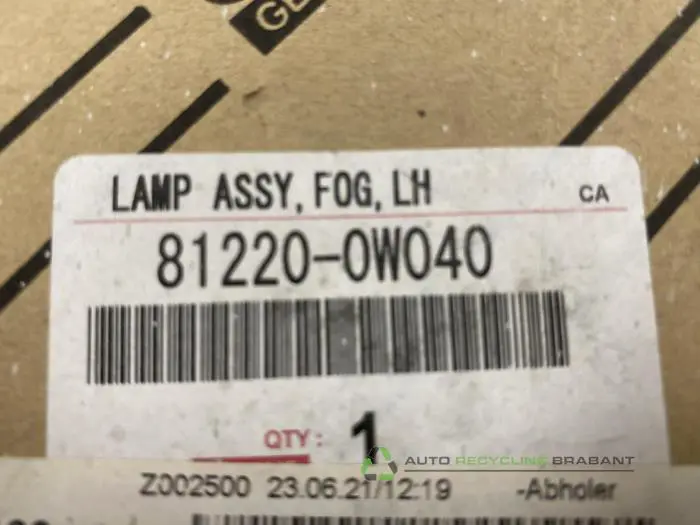 LAMP ASSY, FOG, LH
CA
81220-0W040
QTY: 1
AUTO RECYCLING BRABANT
Z002500 23.06.21/12:19 -Abholer